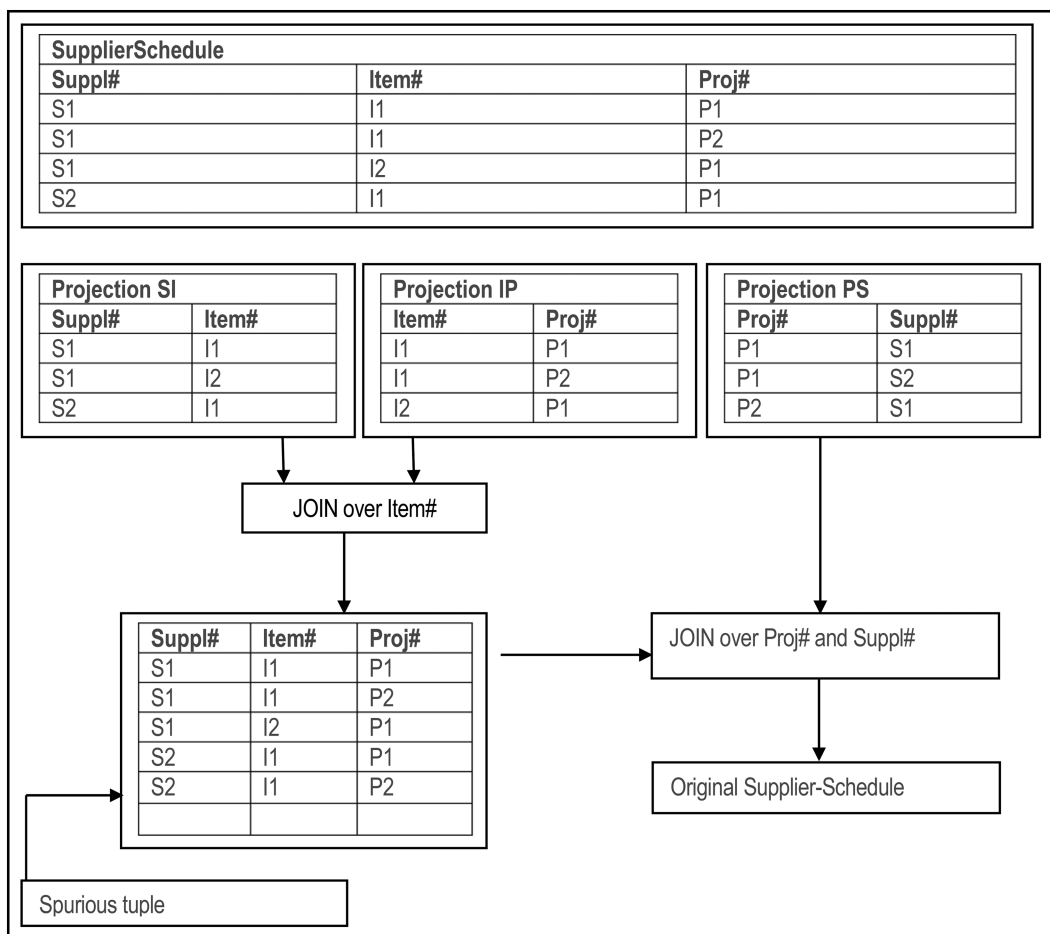 SupplierSchedule
Suppl# Item# Proj#
S1 I1 P1
S1 I1 P2
S1 I2 P1
S2 I1 P1
Projection SI
Suppl# Item#
S1 I1
S1 I2
S2 I1
Projection IP
Item# Proj#
I1 P1
I1 P2
I2 P1
Projection PS
Proj# Suppl#
P1 S1
P1 S2
P2 S1
JOIN over Item#
Suppl# Item# Proj#
S1 I1 P1
S1 I1 P2
S1 I2 P1
S2 I1 P1
S2 I1 P2
JOIN over Proj# and Suppl#
Original Supplier-Schedule
Spurious tuple